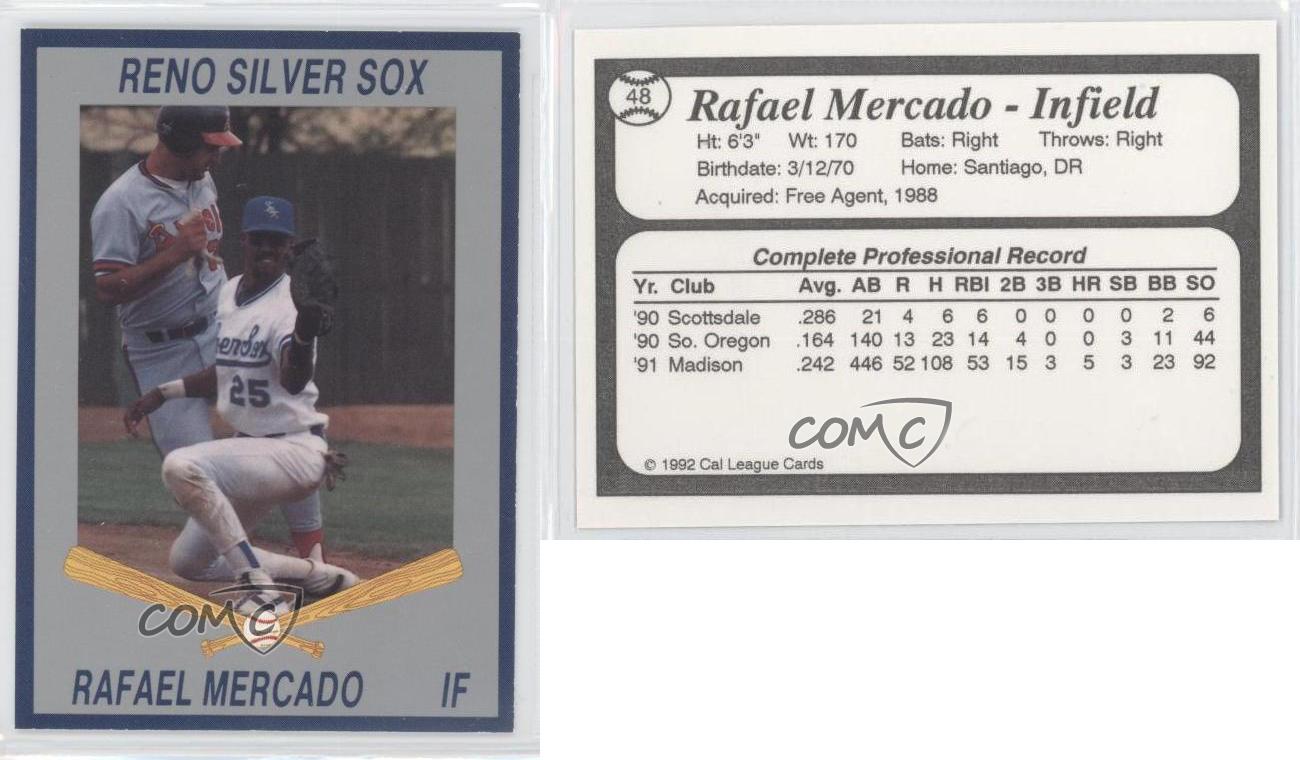 RENO SILVER SOX
25
COMC
RAFAEL MERCADO IF
48
Rafael Mercado - Infield
Ht: 6'3" Wt: 170 Bats: Right Throws: Right
Birthdate: 3/12/70 Home: Santiago, DR
Acquired: Free Agent, 1988
Complete Professional Record
Yr. Club Avg. AB R H RBI 2B 3B HR SB BB SO
'90 Scottsdale .286 21 4 6 6 0 0 0 0 2 6
'90 So. Oregon .164 140 13 23 14 4 0 0 3 11 44
'91 Madison .242 446 52 108 53 15 3 5 3 23 92
COMC
© 1992 Cal League Cards